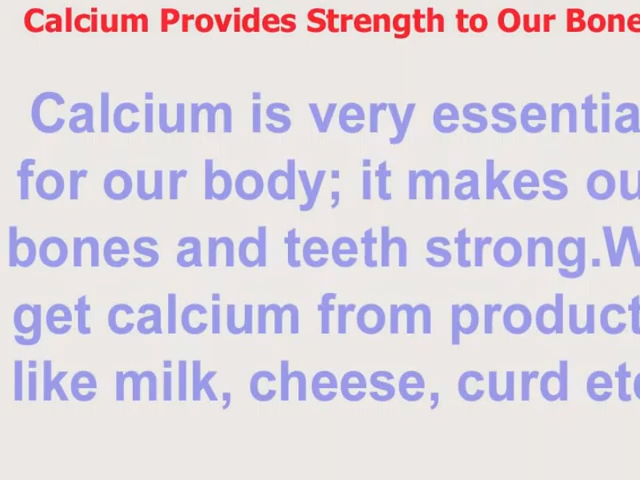 Calcium Provides Strength to Our Bone
Calcium is very essentia
for our body; it makes ou
bones and teeth strong.W
get calcium from product
like milk, cheese, curd etc